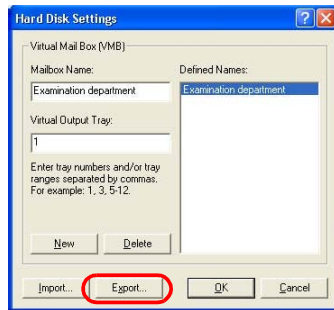 Hard Disk Settings
Virtual Mail Box (VMB)
Mailbox Name:
Examination department
Virtual Output Tray:
1
Enter tray numbers and/or tray
ranges separated by commas.
For example: 1, 3, 5-12.
New
Delete
Defined Names:
Examination department
Import...
Export...
OK
Cancel